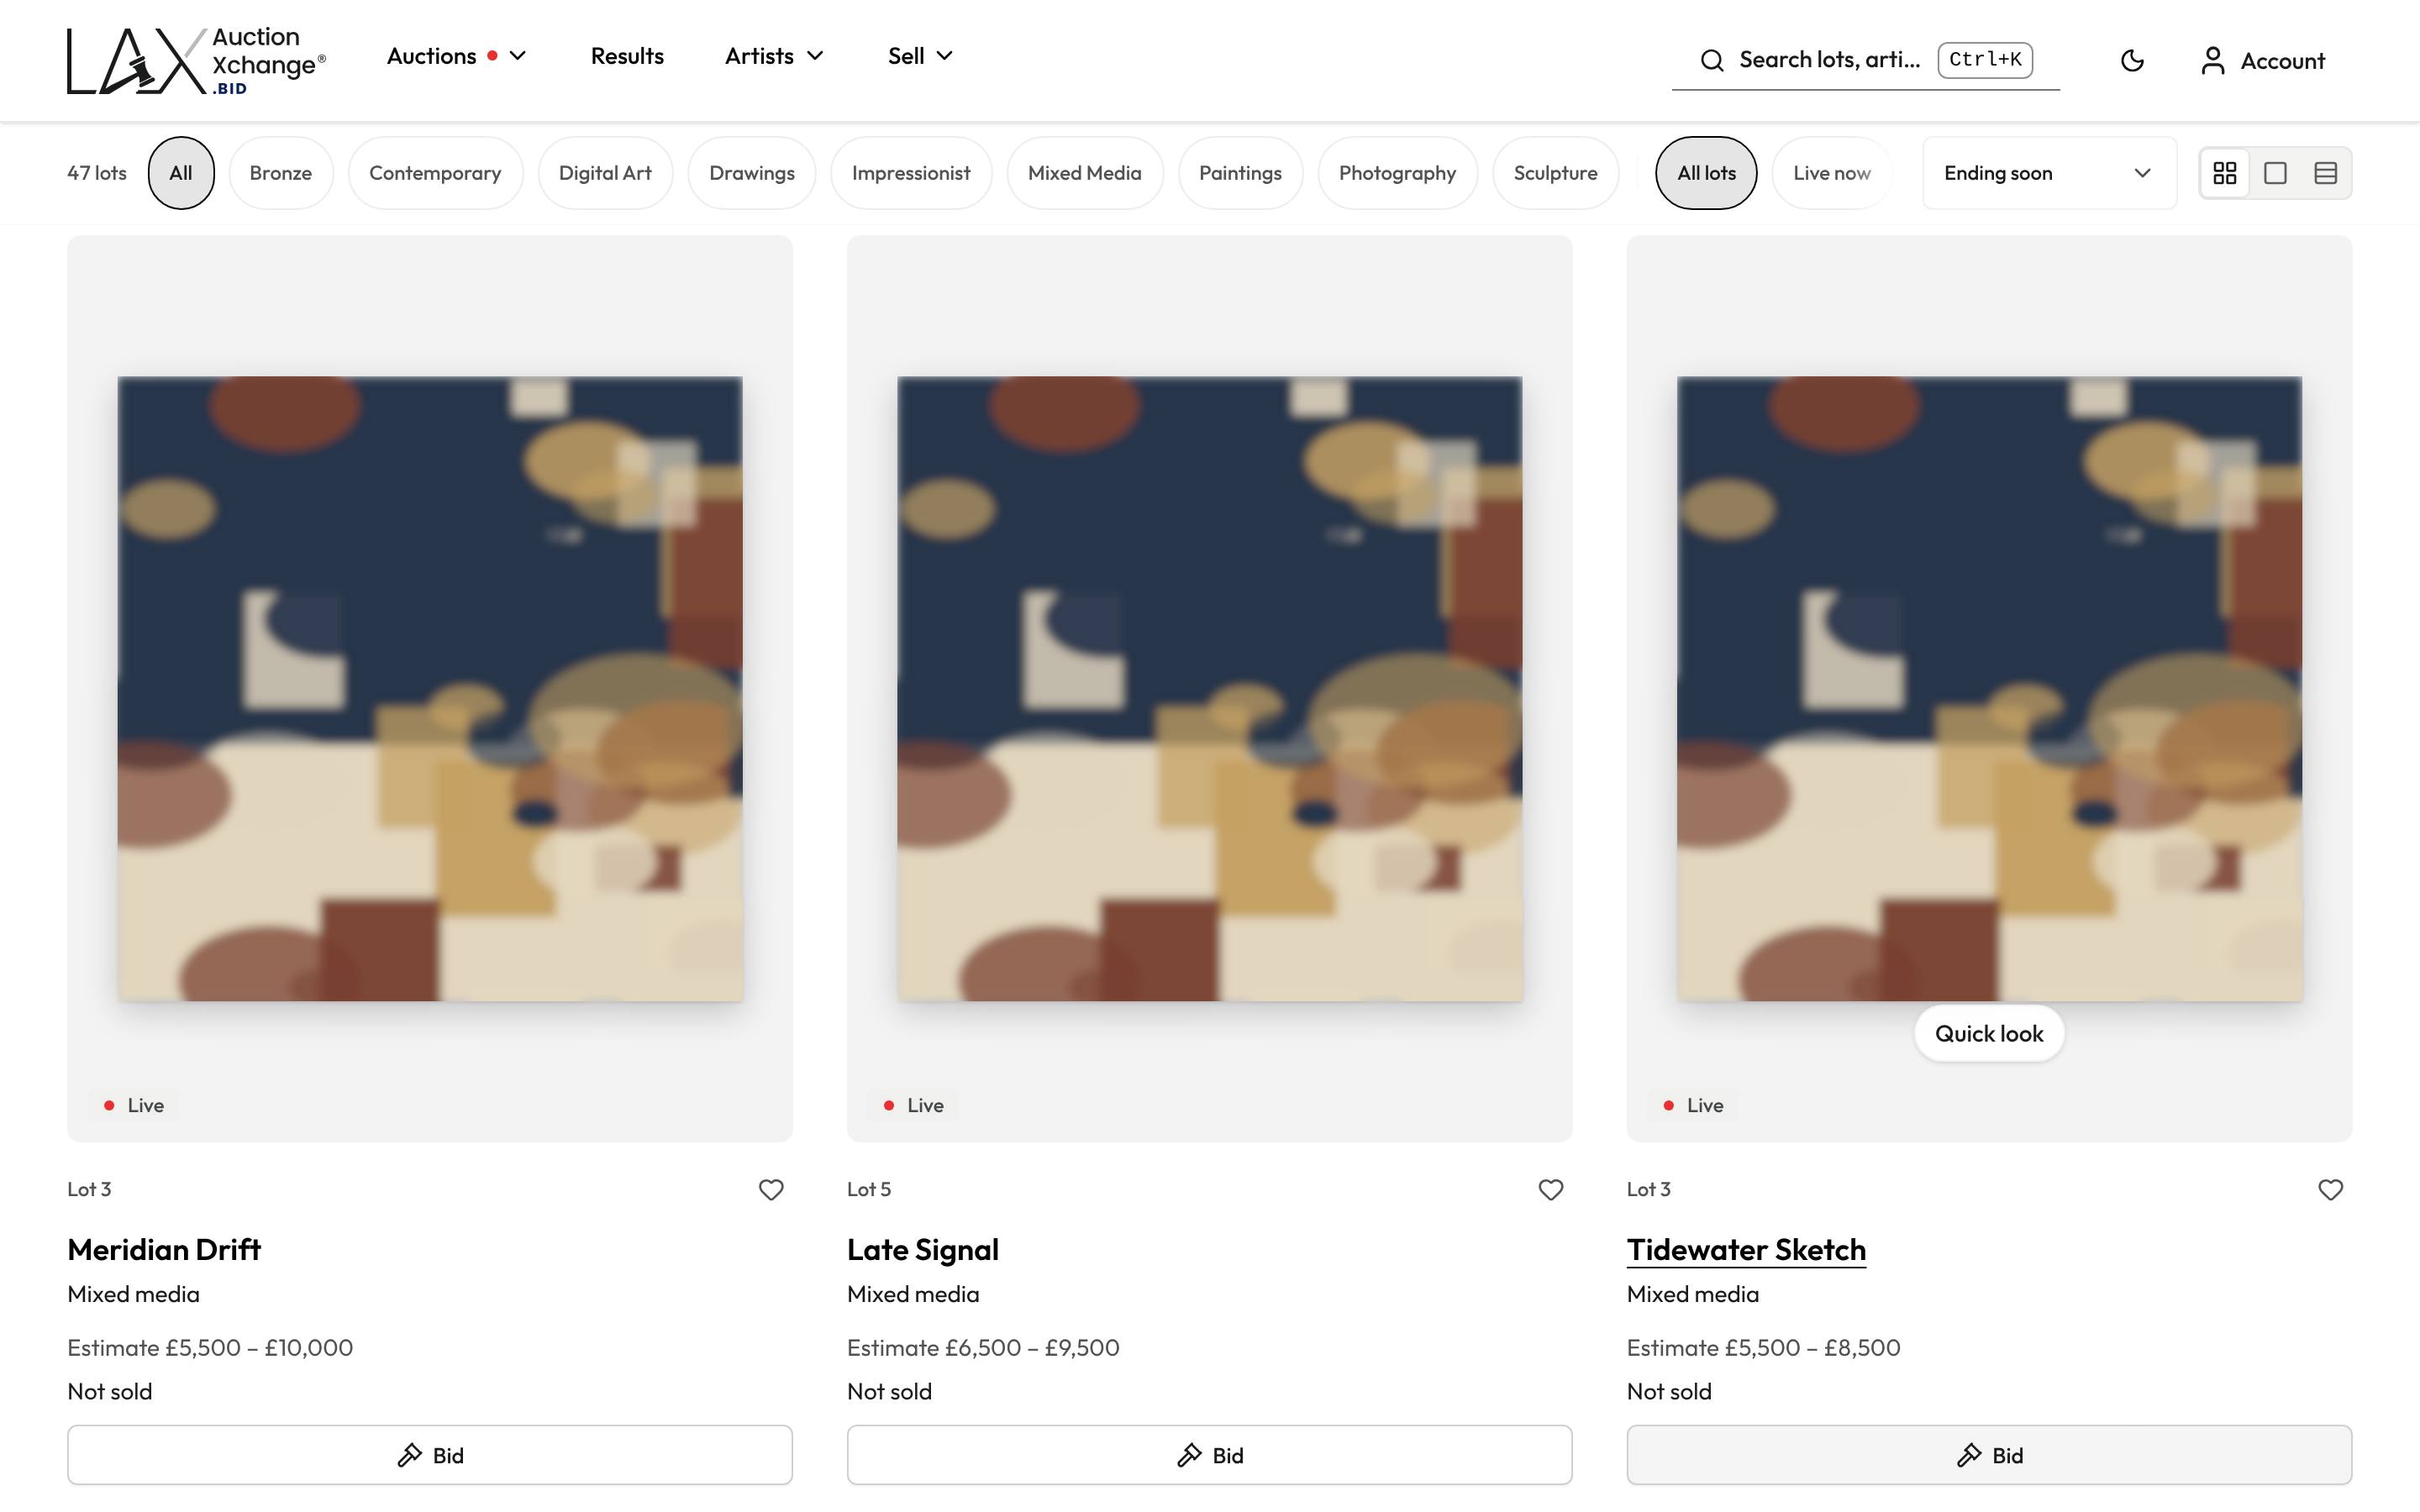 LAX Auction Xchange® .BID
Auctions
Results
Artists
Sell
Search lots, arti...
Ctrl+K
Account
47 lots
All
Bronze
Contemporary
Digital Art
Drawings
Impressionist
Mixed Media
Paintings
Photography
Sculpture
All lots
Live now
Ending soon
Live
Live
Quick look
Live
Lot 3
Meridian Drift
Mixed media
Estimate £5,500 – £10,000
Not sold
Bid
Lot 5
Late Signal
Mixed media
Estimate £6,500 – £9,500
Not sold
Bid
Lot 3
Tidewater Sketch
Mixed media
Estimate £5,500 – £8,500
Not sold
Bid